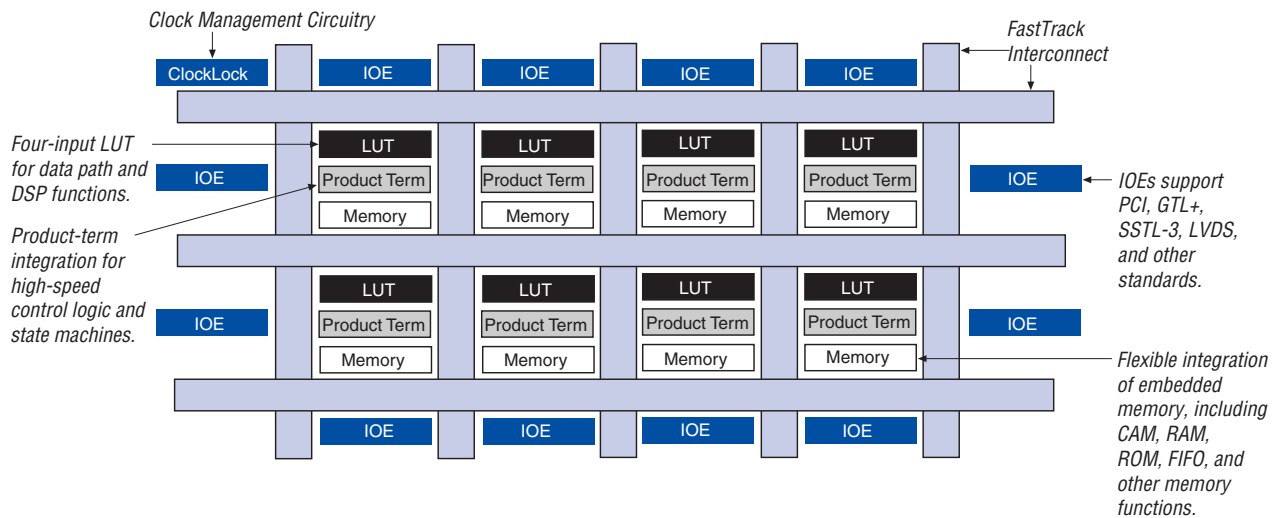 Clock Management Circuitry
FastTrack
Interconnect
ClockLock
IOE
IOE
IOE
IOE
Four-input LUT
for data path and
DSP functions.
LUT
LUT
LUT
LUT
IOE
Product Term
Product Term
Product Term
Product Term
IOE
IOEs support
PCI, GTL+,
SSTL-3, LVDS,
and other
standards.
Memory
Memory
Memory
Memory
Product-term
integration for
high-speed
control logic and
state machines.
LUT
LUT
LUT
LUT
IOE
Product Term
Product Term
Product Term
Product Term
IOE
Memory
Memory
Memory
Memory
Flexible integration
of embedded
memory, including
CAM, RAM,
ROM, FIFO, and
other memory
functions.
IOE
IOE
IOE
IOE